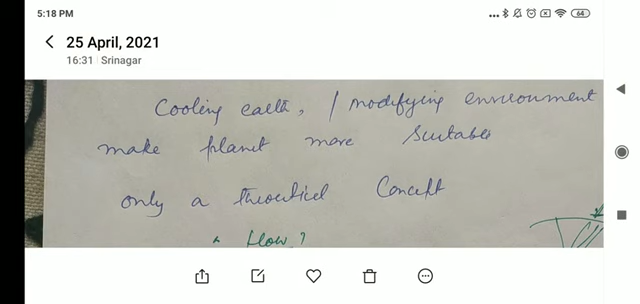 5:18 PM
64
25 April, 2021
16:31 Srinagar
Cooling earth, / modifying environment
make planet more suitable
only a theoretical Concept
How?